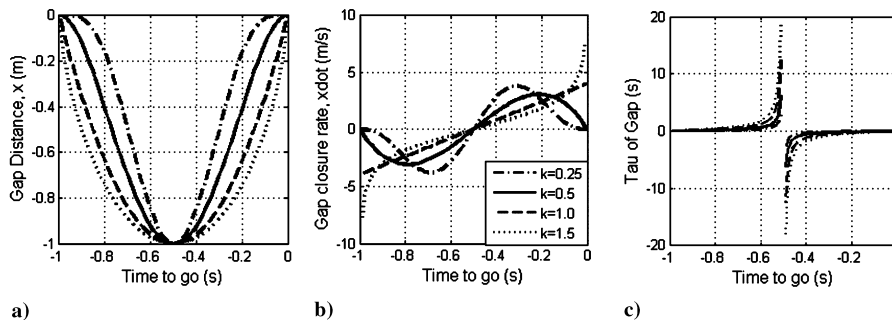 Gap Distance, x (m)
0
-0.2
-0.4
-0.6
-0.8
-1
-1 -0.8 -0.6 -0.4 -0.2 0
Time to go (s)
a)
Gap closure rate, xdot (m/s)
10
5
0
-5
-10
k=0.25
k=0.5
k=1.0
k=1.5
-1 -0.8 -0.6 -0.4 -0.2 0
Time to go (s)
b)
Tau of Gap (s)
20
10
0
-10
-20
-1 -0.8 -0.6 -0.4 -0.2 0
Time to go (s)
c)